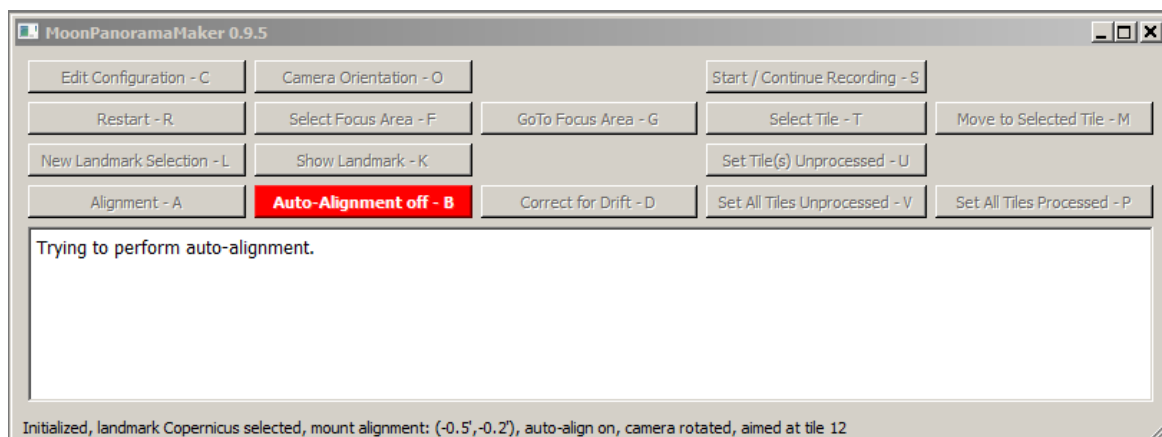 MoonPanoramaMaker 0.9.5
Edit Configuration - C Camera Orientation - O Start / Continue Recording - S
Restart - R Select Focus Area - F GoTo Focus Area - G Select Tile - T Move to Selected Tile - M
New Landmark Selection - L Show Landmark - K Set Tile(s) Unprocessed - U
Alignment - A Auto-Alignment off - B Correct for Drift - D Set All Tiles Unprocessed - V Set All Tiles Processed - P
Trying to perform auto-alignment.
Initialized, landmark Copernicus selected, mount alignment: (-0.5',-0.2'), auto-align on, camera rotated, aimed at tile 12